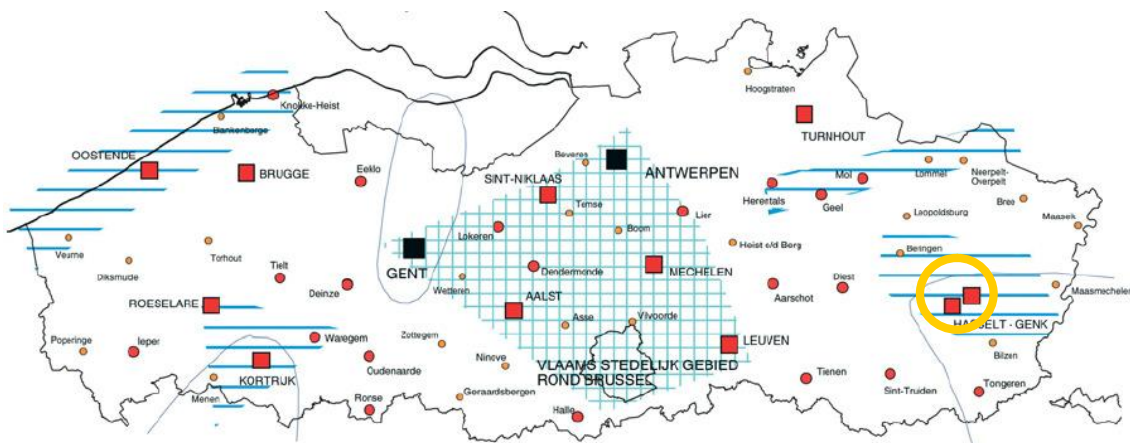 Hoogstraten
Knokke-Heist
Blankenberge
TURNHOUT
OOSTENDE
BRUGGE
Eeklo
Beveres
ANTWERPEN
SINT-NIKLAAS
Mol
Lommel
Neerpelt-
Overpelt
Herentals
Geel
Bree
Temse
Lier
Leopoldsburg
Maaseik
Lokeren
Boom
Veurne
Torhout
Heist o/d Berg
Beringen
Diksmuide
Tielt
GENT
Wetteren
Dendermonde
MECHELEN
Diest
Deinze
Aarschot
Maasmechelen
ROESELARE
AALST
Asse
Vilvoorde
HASSELT - GENK
Poperinge
Ieper
Waregem
Zottegem
LEUVEN
Bilzen
Oudenaarde
Ninove
VLAAMS STEDELIJK GEBIED
ROND BRUSSEL
KORTRIJK
Menen
Tienen
Sint-Truiden
Tongeren
Ronse
Geraardsbergen
Halle